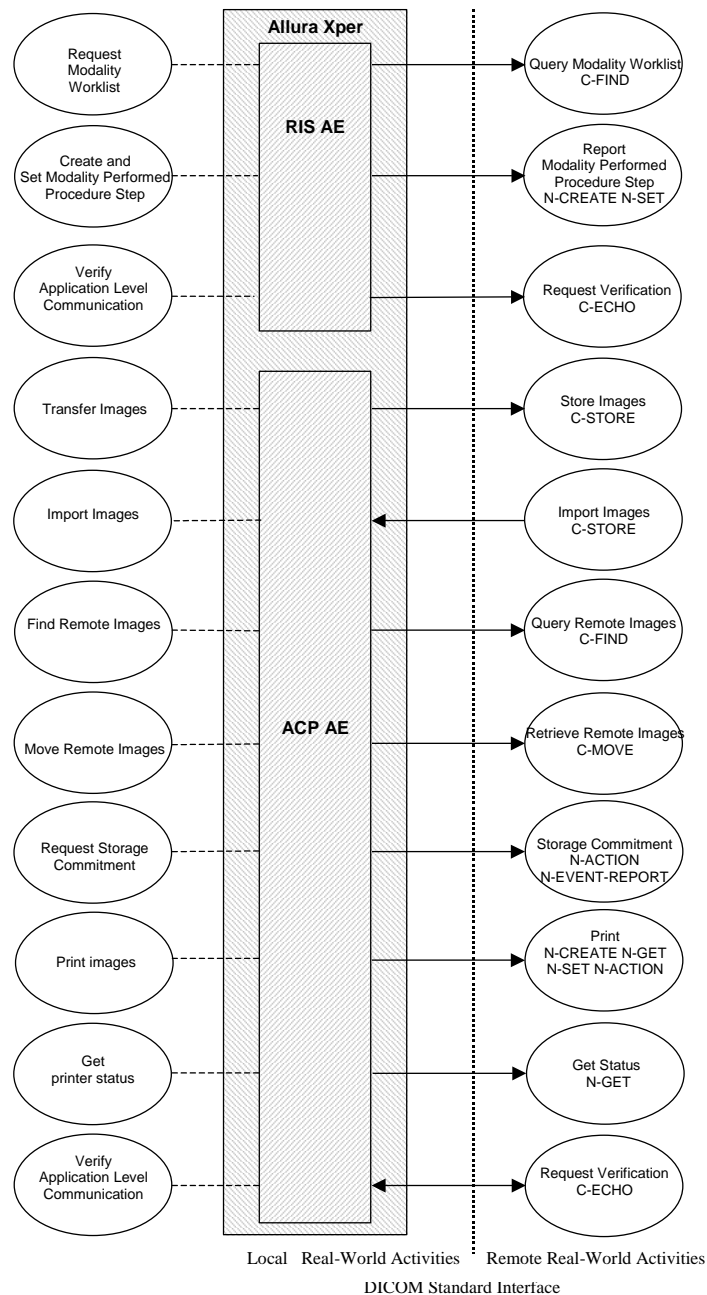 Allura Xper
Request
Modality
Worklist
RIS AE
Query Modality Worklist
C-FIND
Create and
Set Modality Performed
Procedure Step
Report
Modality Performed
Procedure Step
N-CREATE N-SET
Verify
Application Level
Communication
Request Verification
C-ECHO
Transfer Images
Store Images
C-STORE
Import Images
Import Images
C-STORE
Find Remote Images
Query Remote Images
C-FIND
Move Remote Images
ACP AE
Retrieve Remote Images
C-MOVE
Request Storage
Commitment
Storage Commitment
N-ACTION
N-EVENT-REPORT
Print images
Print
N-CREATE N-GET
N-SET N-ACTION
Get
printer status
Get Status
N-GET
Verify
Application Level
Communication
Request Verification
C-ECHO
Local Real-World Activities
Remote Real-World Activities
DICOM Standard Interface